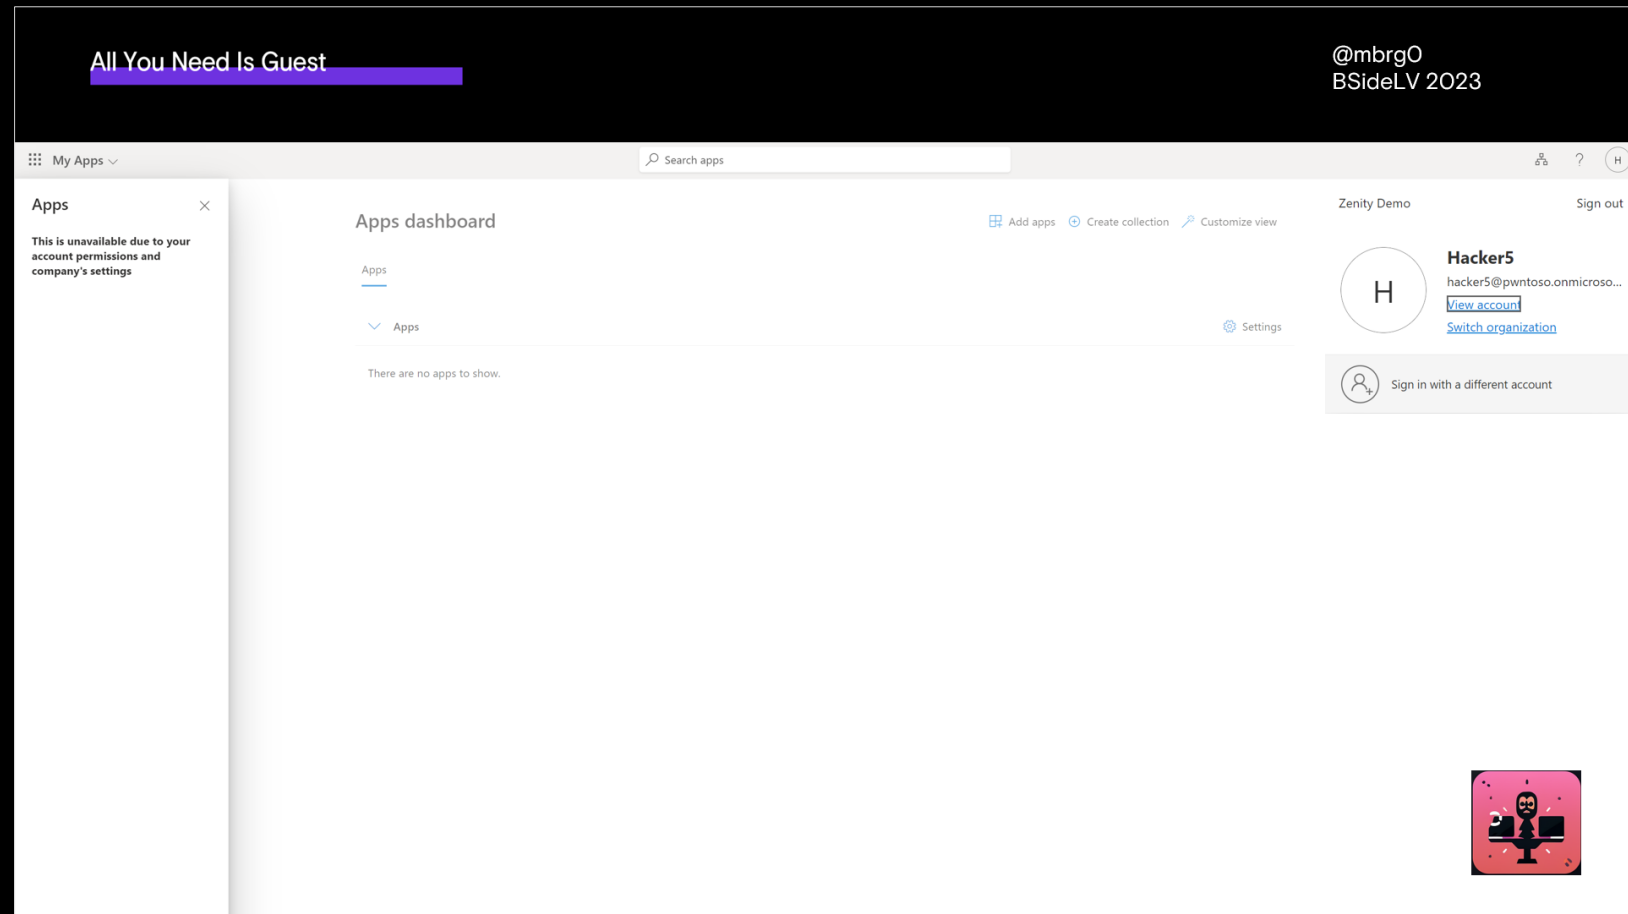 All You Need Is Guest
@mbrg0
BSideLV 2023
My Apps
Search apps
?
H
Apps
This is unavailable due to your
account permissions and
company's settings
Apps dashboard
Add apps
Create collection
Customize view
Apps
Apps
Settings
There are no apps to show.
Zenity Demo
Sign out
H
Hacker5
hacker5@pwntoso.onmicroso...
View account
Switch organization
Sign in with a different account